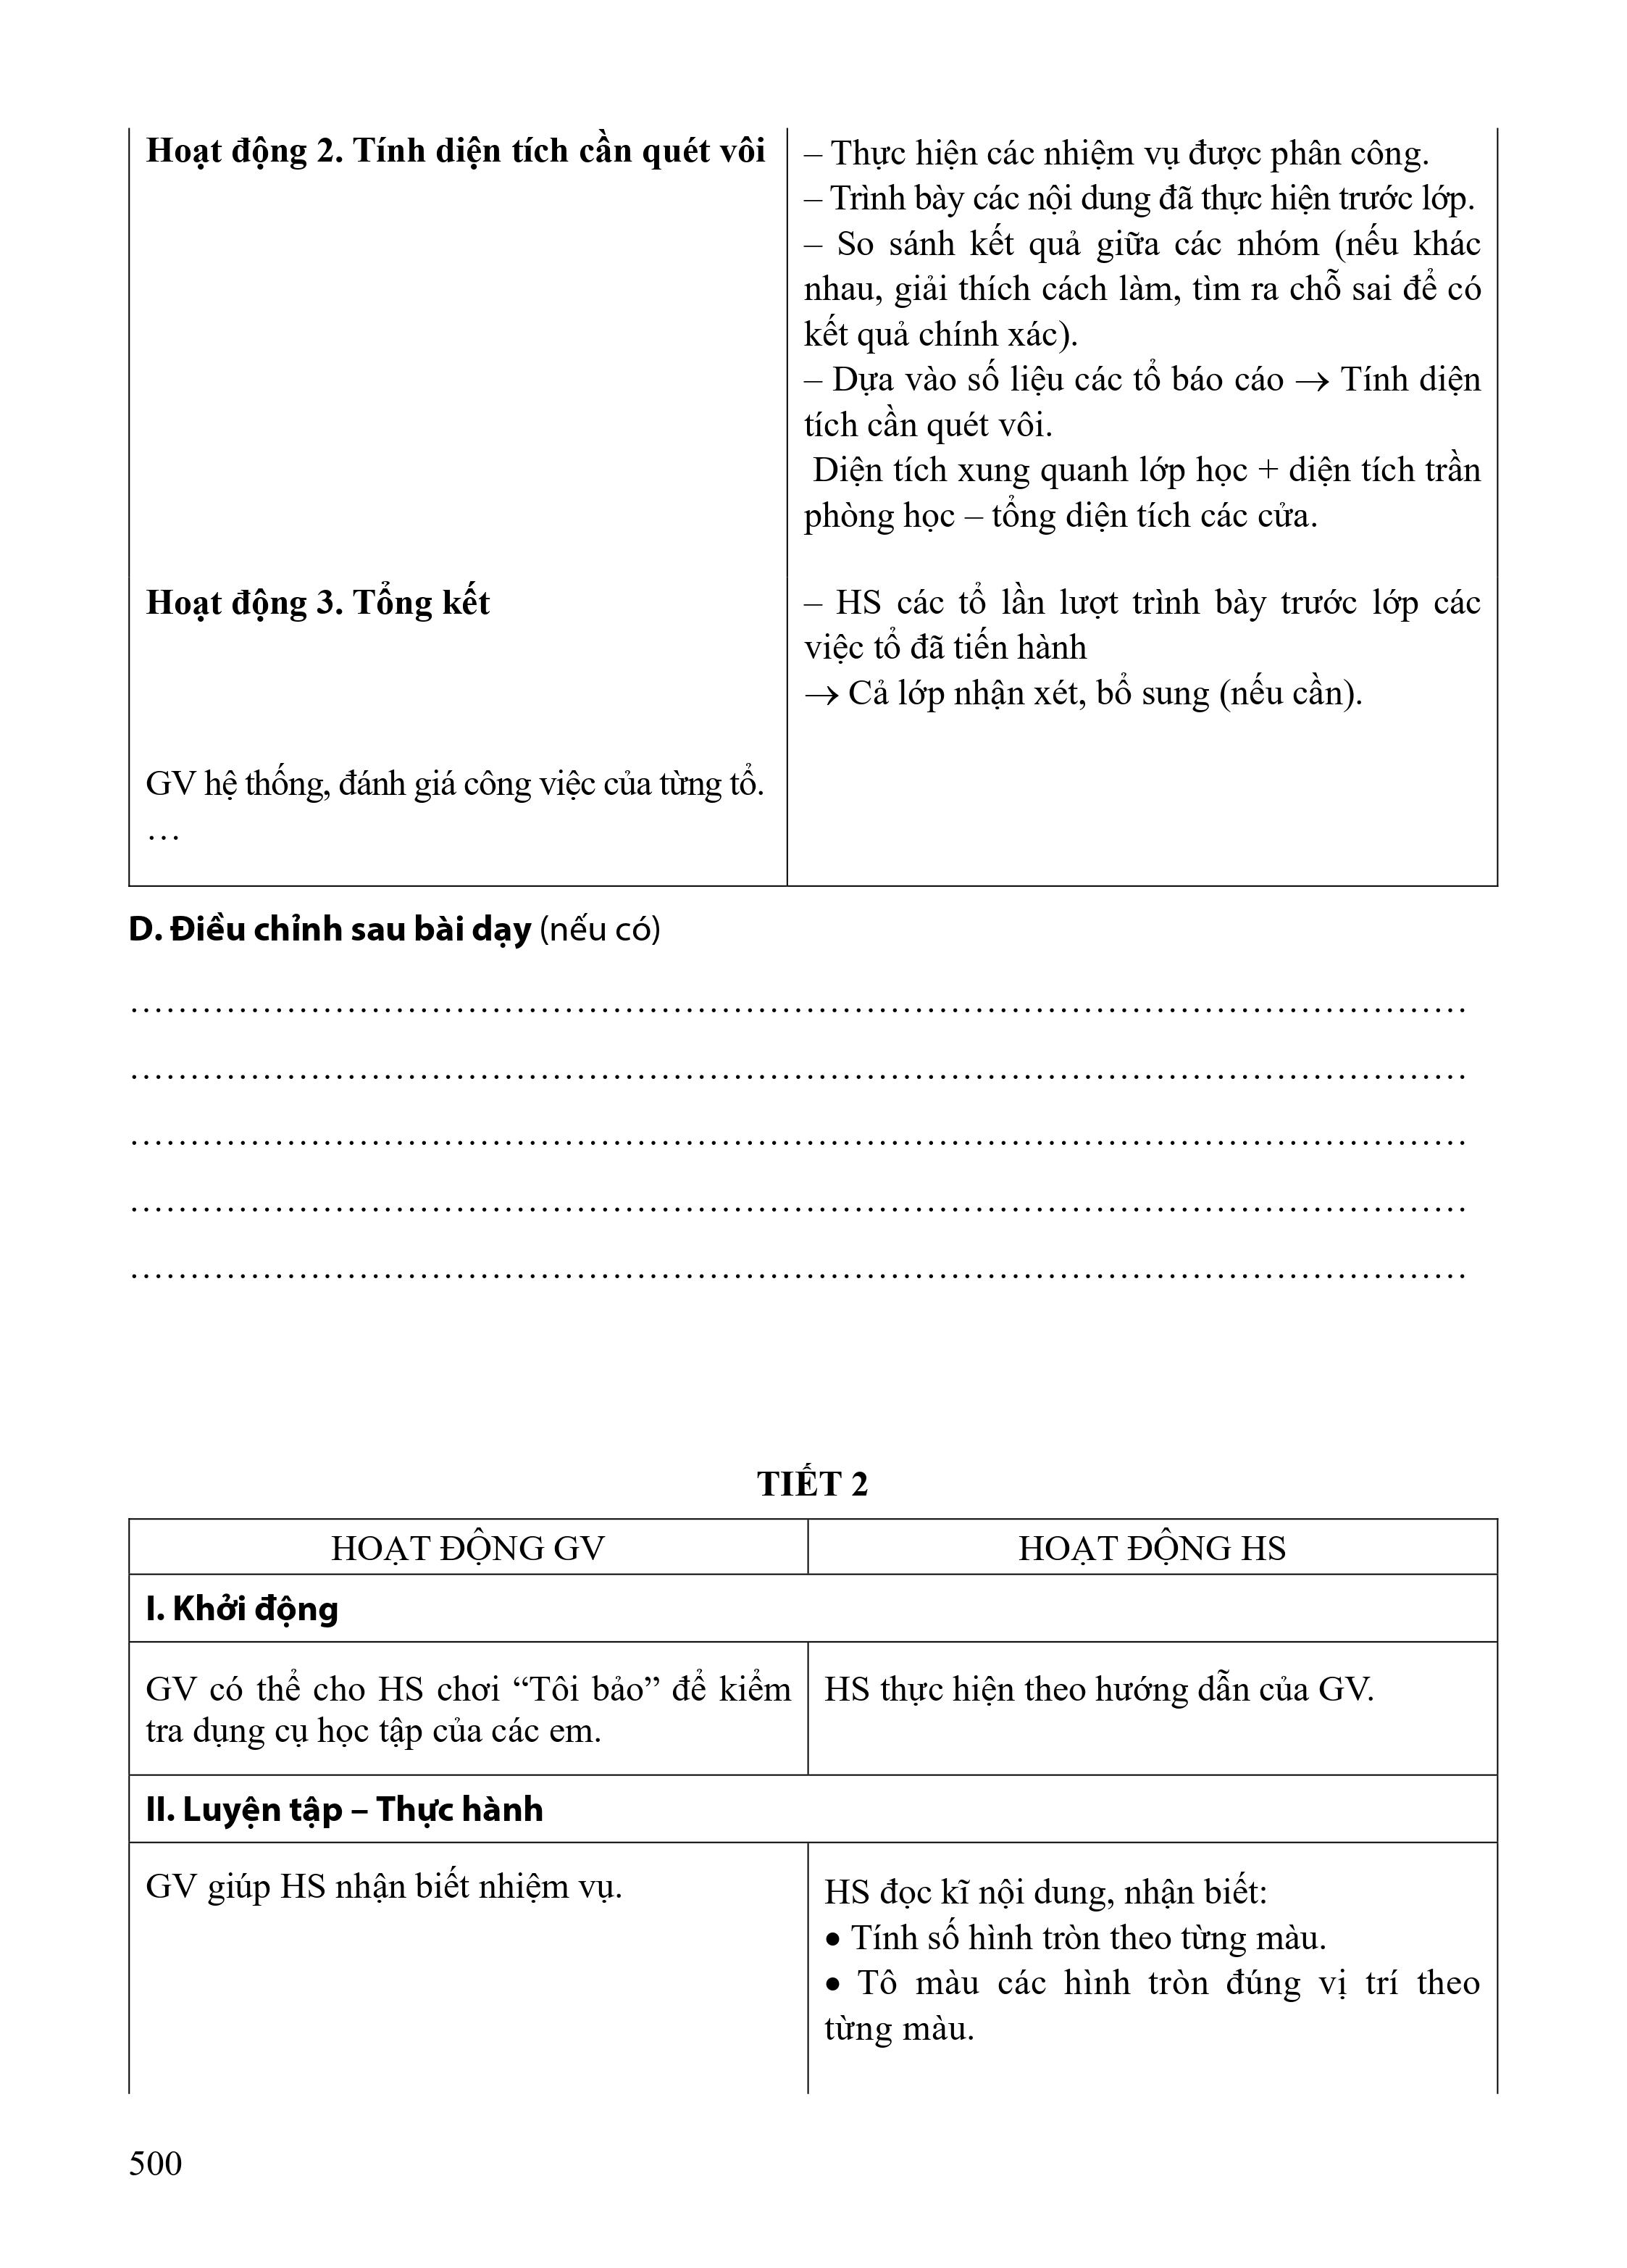 Hoạt động 2. Tính diện tích cần quét vôi
– Thực hiện các nhiệm vụ được phân công.
– Trình bày các nội dung đã thực hiện trước lớp.
– So sánh kết quả giữa các nhóm (nếu khác
nhau, giải thích cách làm, tìm ra chỗ sai để có
kết quả chính xác).
– Dựa vào số liệu các tổ báo cáo → Tính diện
tích cần quét vôi.
Diện tích xung quanh lớp học + diện tích trần
phòng học – tổng diện tích các cửa.
Hoạt động 3. Tổng kết
– HS các tổ lần lượt trình bày trước lớp các
việc tổ đã tiến hành
→ Cả lớp nhận xét, bổ sung (nếu cần).
GV hệ thống, đánh giá công việc của từng tổ.
…
D. Điều chỉnh sau bài dạy (nếu có)
……………………………………………………………………………………………
……………………………………………………………………………………………
……………………………………………………………………………………………
……………………………………………………………………………………………
……………………………………………………………………………………………
TIẾT 2
HOẠT ĐỘNG GV
HOẠT ĐỘNG HS
I. Khởi động
GV có thể cho HS chơi “Tôi bảo” để kiểm
tra dụng cụ học tập của các em.
HS thực hiện theo hướng dẫn của GV.
II. Luyện tập – Thực hành
GV giúp HS nhận biết nhiệm vụ.
HS đọc kĩ nội dung, nhận biết:
• Tính số hình tròn theo từng màu.
• Tô màu các hình tròn đúng vị trí theo
từng màu.
500